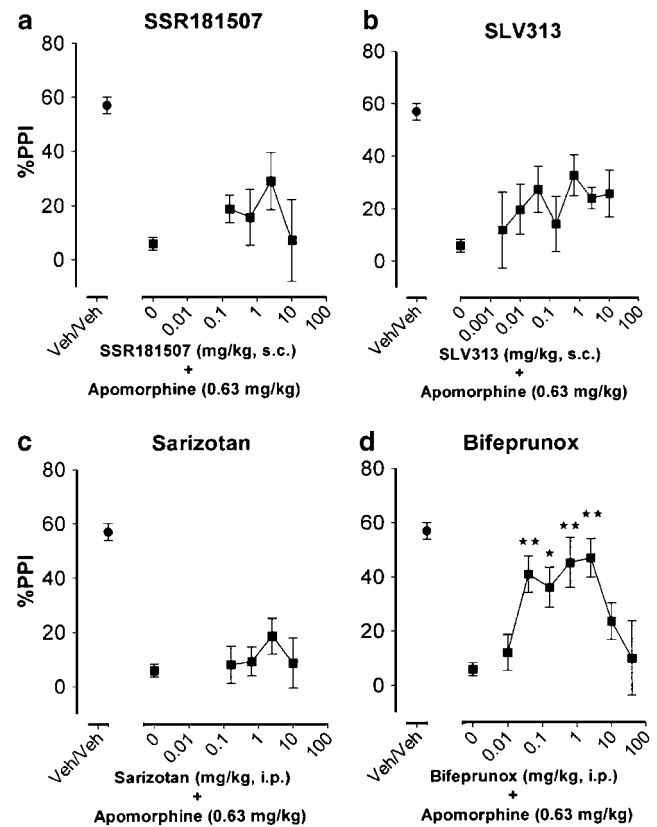 a
SSR181507
80
60
40
20
0
%PPI
Veh/Veh
0
0.01
0.1
1
10
100
SSR181507 (mg/kg, s.c.)
+
Apomorphine (0.63 mg/kg)
b
SLV313
80
60
40
20
0
Veh/Veh
0
0.001
0.01
0.1
1
10
100
SLV313 (mg/kg, s.c.)
+
Apomorphine (0.63 mg/kg)
c
Sarizotan
80
60
40
20
0
%PPI
Veh/Veh
0
0.01
0.1
1
10
100
Sarizotan (mg/kg, i.p.)
+
Apomorphine (0.63 mg/kg)
d
Bifeprunox
80
60
40
20
0
★★
★
★★
★★
Veh/Veh
0
0.01
0.1
1
10
100
Bifeprunox (mg/kg, i.p.)
+
Apomorphine (0.63 mg/kg)